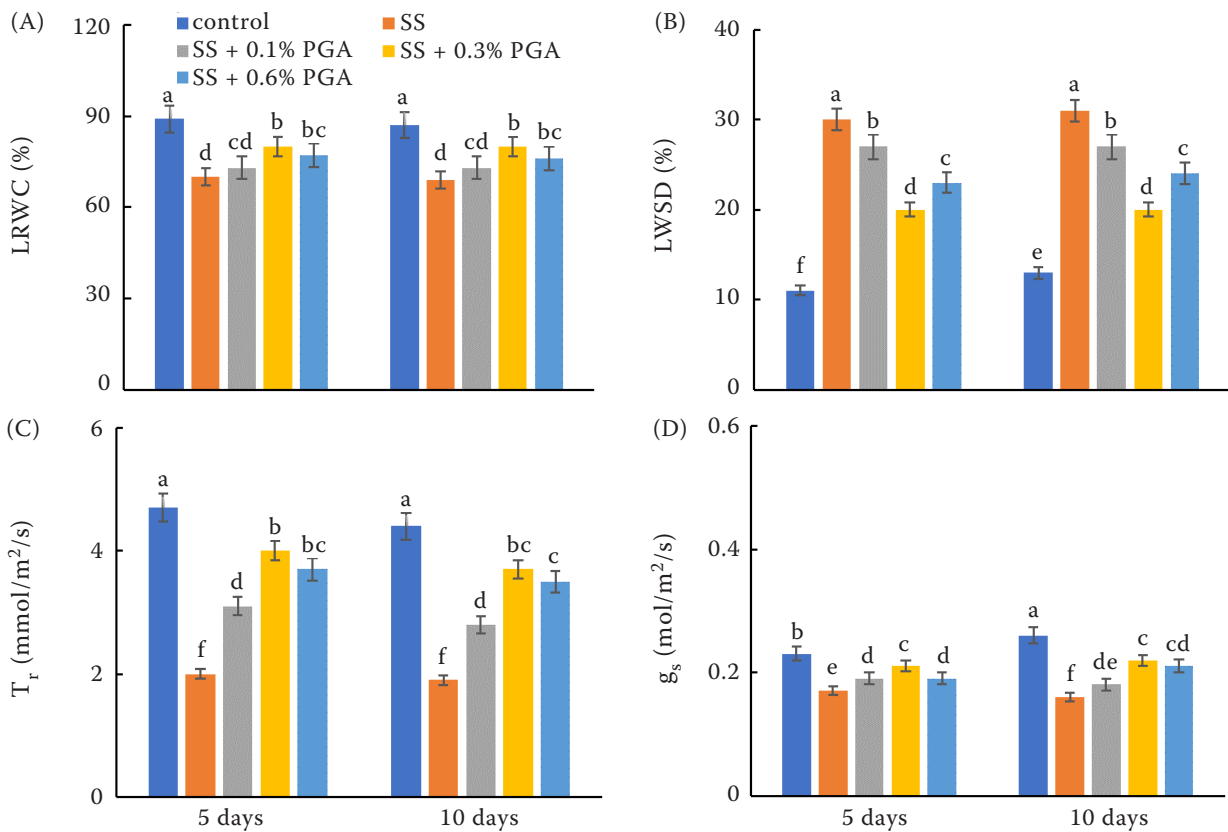 (A)
control
SS
SS + 0.1% PGA
SS + 0.3% PGA
SS + 0.6% PGA
LRWC (%)
120
90
60
30
0
a
d
cd
b
bc
a
d
cd
b
bc
(B)
LWSD (%)
40
30
20
10
0
f
a
b
d
c
e
a
b
d
c
(C)
Tr (mmol/m²/s)
6
4
2
0
a
f
d
b
bc
a
f
d
bc
c
5 days
10 days
(D)
gs (mol/m²/s)
0.6
0.4
0.2
0
b
e
d
c
d
a
f
de
c
cd
5 days
10 days